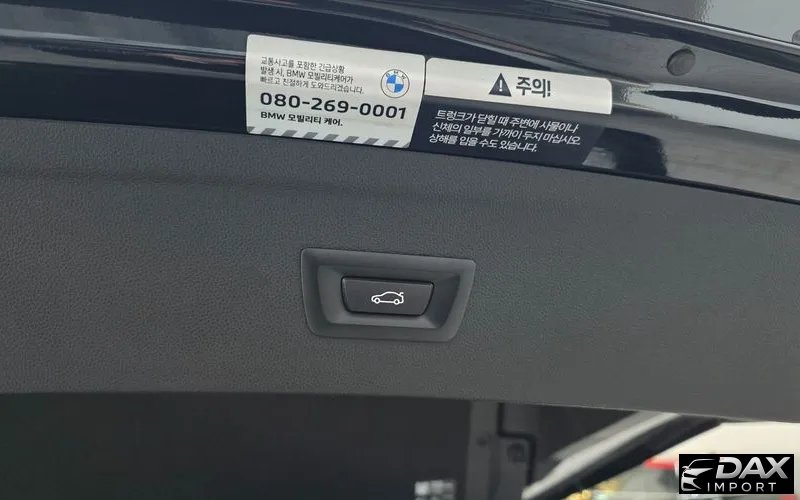 교통사고를 포함한 긴급상황
발생 시, BMW 모빌리티케어가
빠르고 친절하게 도와드리겠습니다.
080-269-0001
BMW 모빌리티 케어.
BMW
주의!
트렁크가 닫힐 때 주변에 사물이나
신체의 일부를 가까이 두지 마십시오.
상해를 입을 수도 있습니다.
DAX
IMPORT